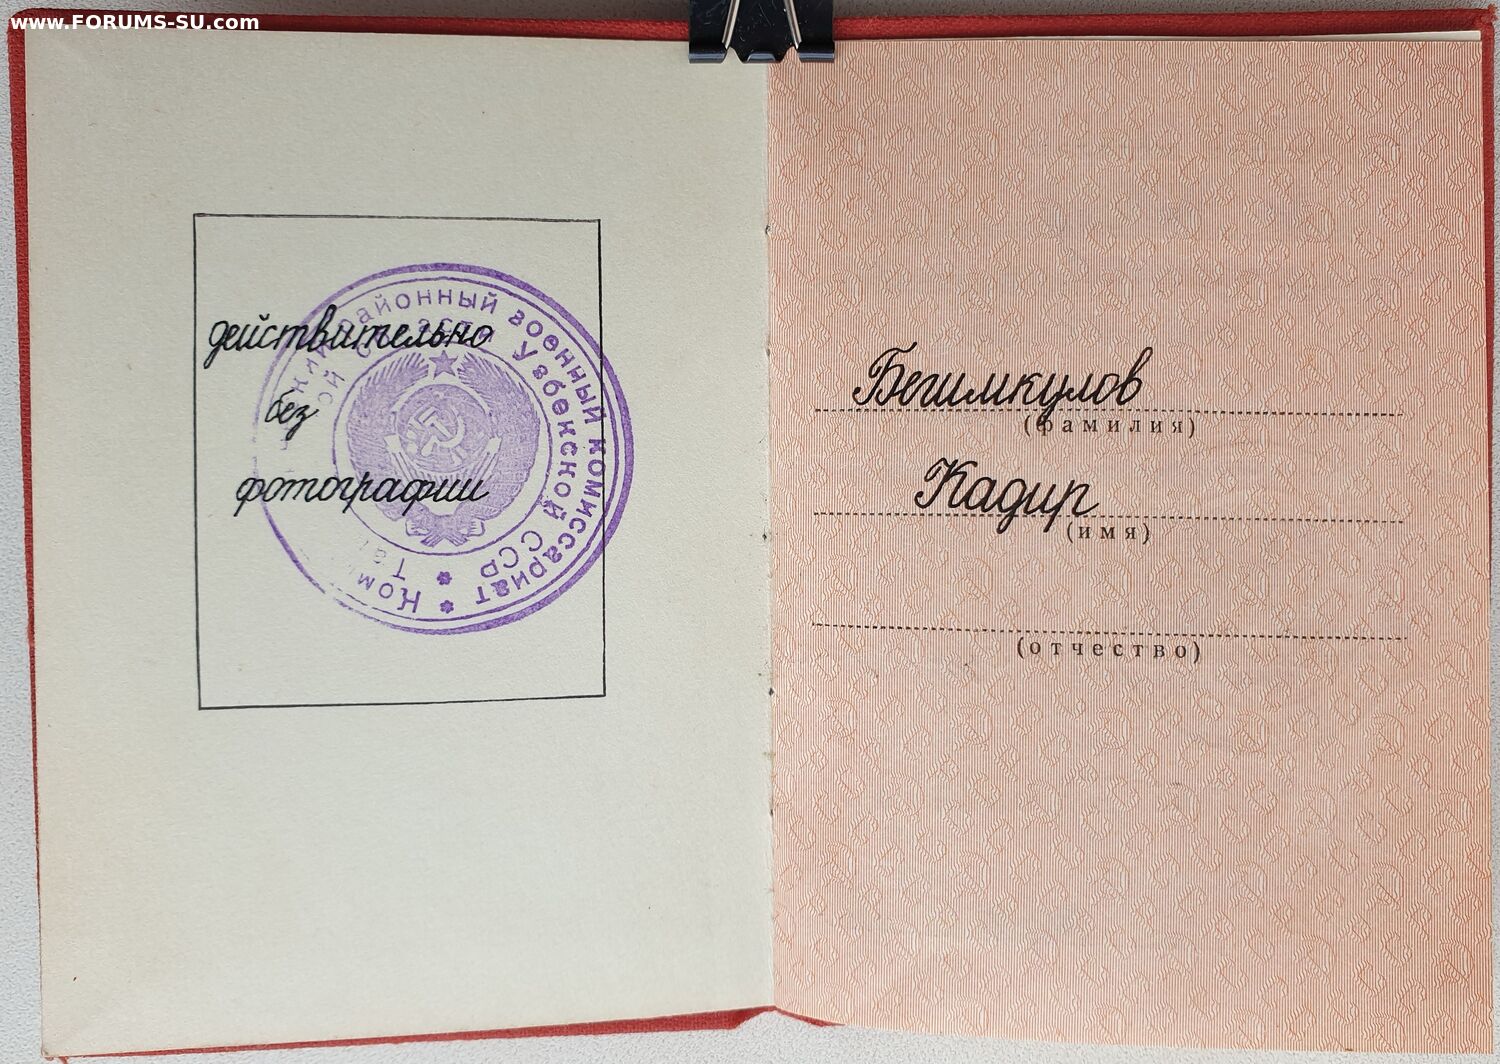 www.FORUMS-SU.com
действительно
без
фотографии
районный военный комиссариат
Узбекской ССР
Бегимкулов
(фамилия)
Кадир
(имя)
(отчество)